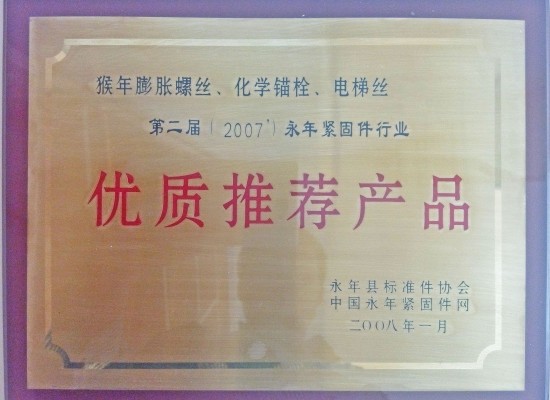 猴年膨胀螺丝、化学锚栓、电梯丝
第二届(2007')永年紧固件行业
优质推荐产品
永年县标准件协会
中国永年紧固件网
二〇〇八年一月